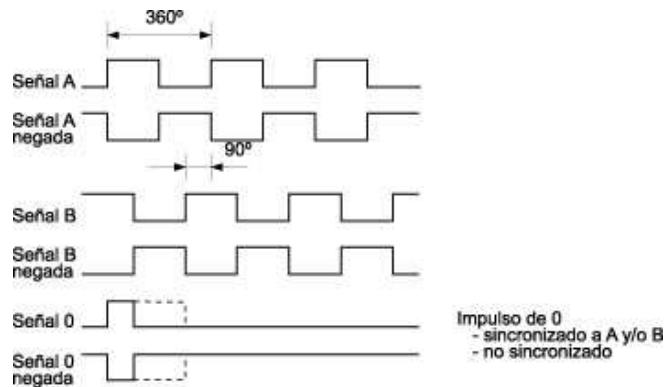 360º
Señal A
Señal A
negada
90º
Señal B
Señal B
negada
Señal 0
Señal 0
negada
Impulso de 0
- sincronizado a A y/o B
- no sincronizado